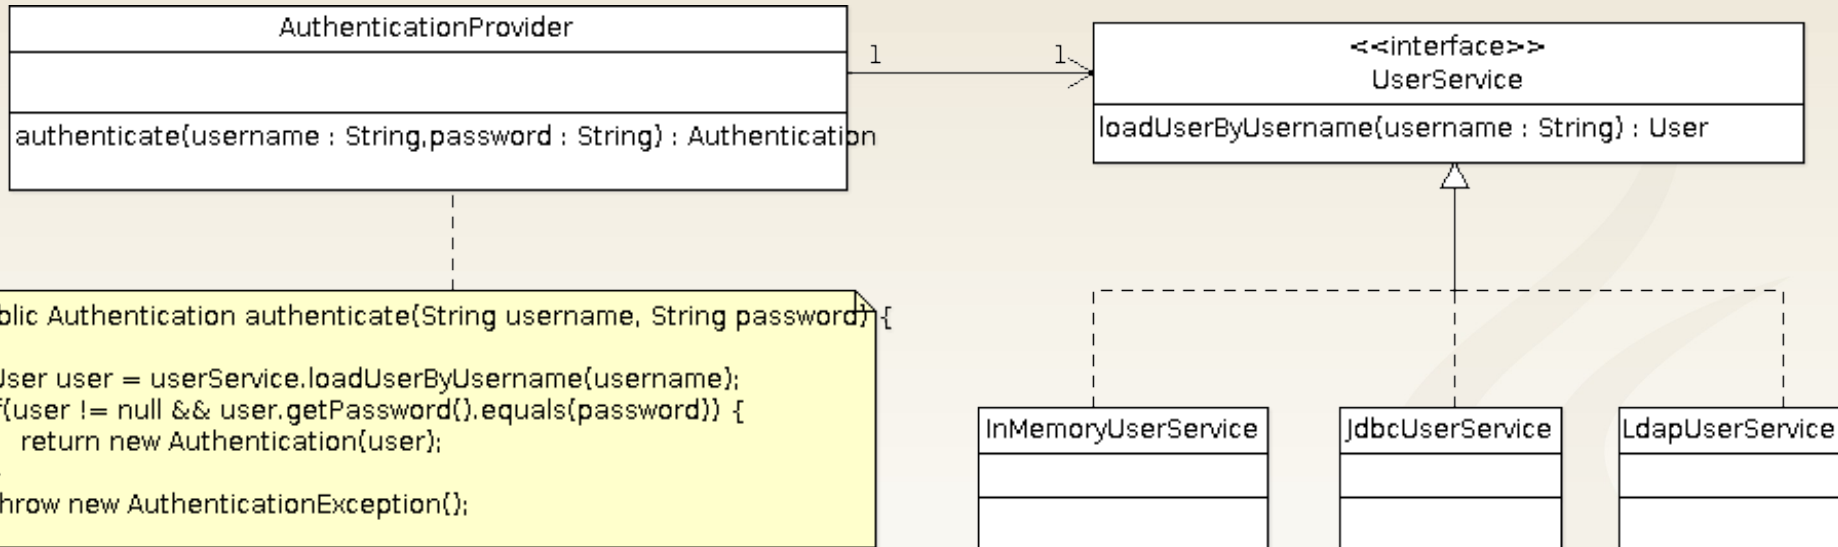 AuthenticationProvider
authenticate(username : String,password : String) : Authentication
1
1
<<interface>>
UserService
loadUserByUsername(username : String) : User
blic Authentication authenticate(String username, String password) {
User user = userService.loadUserByUsername(username);
f(user != null && user.getPassword().equals(password)) {
return new Authentication(user);
hrow new AuthenticationException();
InMemoryUserService
JdbcUserService
LdapUserService